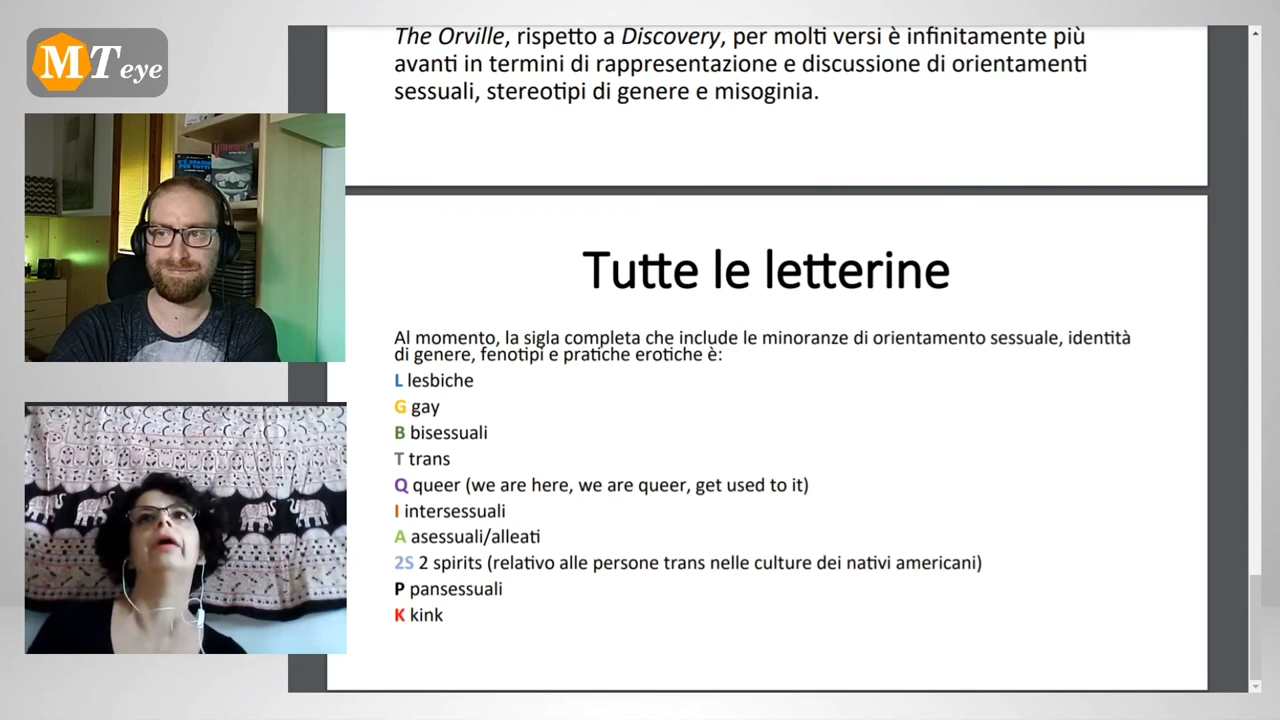 MT eye
The Orville, rispetto a Discovery, per molti versi è infinitamente più
avanti in termini di rappresentazione e discussione di orientamenti
sessuali, stereotipi di genere e misoginia.
Tutte le letterine
Al momento, la sigla completa che include le minoranze di orientamento sessuale, identità
di genere, fenotipi e pratiche erotiche è:
L lesbiche
G gay
B bisessuali
T trans
Q queer (we are here, we are queer, get used to it)
I intersessuali
A asessuali/alleati
2S 2 spirits (relativo alle persone trans nelle culture dei nativi americani)
P pansessuali
K kink